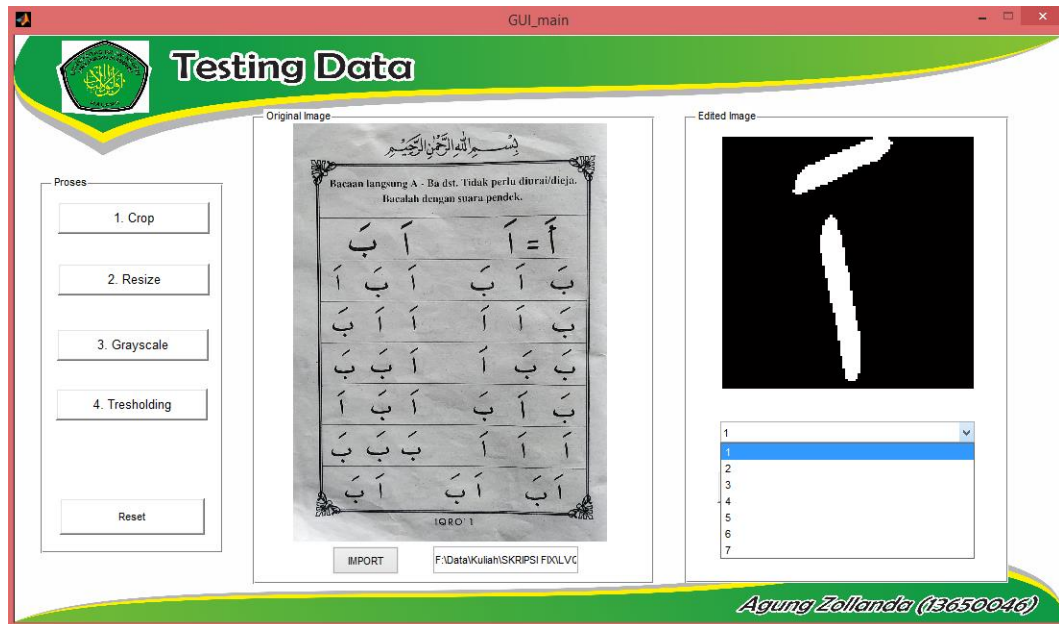 GUI_main
Testing Data
Proses
1. Crop
2. Resize
3. Grayscale
4. Tresholding
Reset
Original Image
بِسْمِ اللهِ الرَّحْمٰنِ الرَّحِيْمِ
Bacaan langsung A - Ba dst. Tidak perlu diurai/dieja.
Bacalah dengan suara pendek.
أَ = اَ اَ بَ
بَ اَ بَ اَ بَ اَ
بَ اَ اَ اَ اَ بَ
بَ بَ اَ اَ بَ بَ
بَ اَ بَ اَ بَ اَ
اَ اَ اَ بَ بَ بَ
اَ بَ اَ بَ اَ بَ
IQRO' 1
IMPORT
F:\Data\Kuliah\SKRIPSI FIX\LVQ
Edited Image
اَ
1
1
2
3
4
5
6
7
Agung Zollanda (13650046)